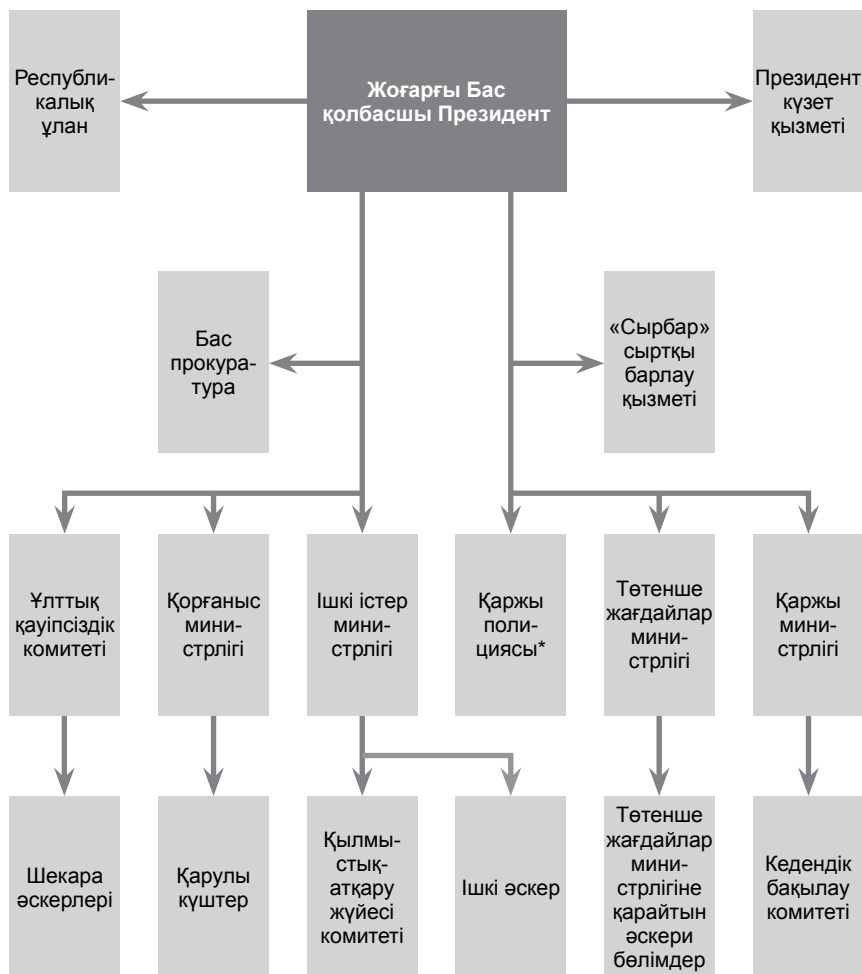 Республи-
калық
ұлан
Жоғарғы Бас
қолбасшы Президент
Президент
күзет
қызметі
Бас
прокура-
тура
«Сырбар»
сыртқы
барлау
қызметі
Ұлттық
қауіпсіздік
комитеті
Қорғаныс
мини-
стрлігі
Ішкі істер
мини-
стрлігі
Қаржы
поли-
циясы*
Төтенше
жағдайлар
мини-
стрлігі
Қаржы
мини-
стрлігі
Шекара
әскерлері
Қарулы
күштер
Қылмы-
стық-
атқару
жүйесі
комитеті
Ішкі әскер
Төтенше
жағдайлар
мини-
стрлігіне
қарайтын
әскери
бөлімдер
Кедендік
бақылау
комитеті